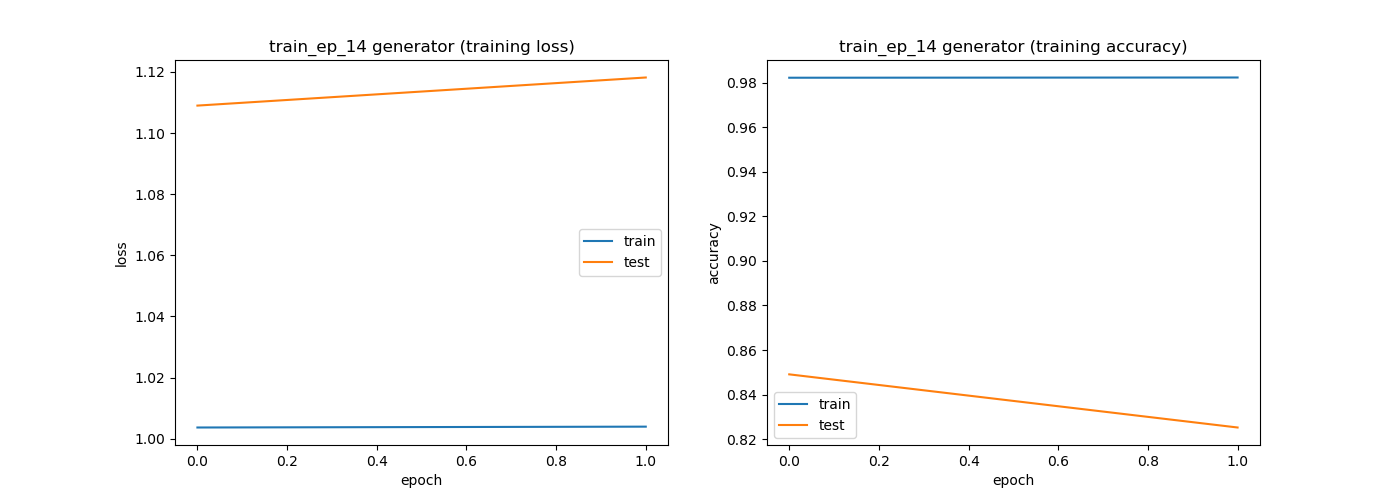 train_ep_14 generator (training loss)
1.12
1.10
1.08
1.06
1.04
1.02
1.00
loss
train
test
0.0 0.2 0.4 0.6 0.8 1.0
epoch
train_ep_14 generator (training accuracy)
0.98
0.96
0.94
0.92
0.90
0.88
0.86
0.84
0.82
accuracy
train
test
0.0 0.2 0.4 0.6 0.8 1.0
epoch